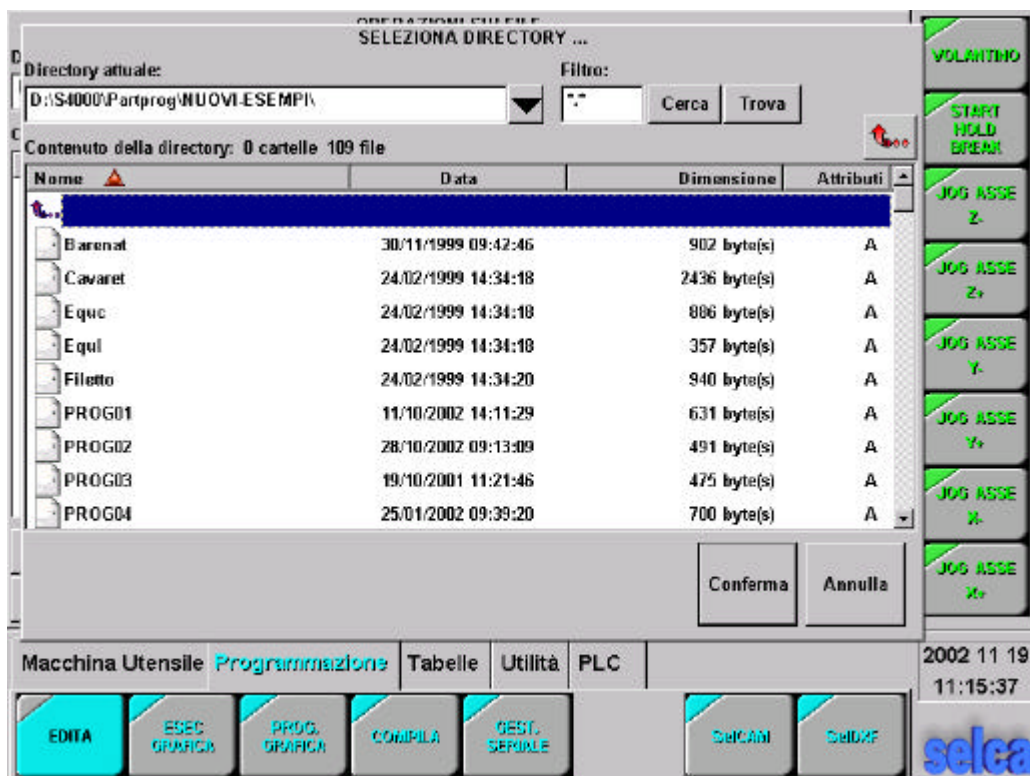 OPERAZIONI SUI FILE
SELEZIONA DIRECTORY ...
Directory attuale:
Filtro:
D:\S4000\Partprog\NUOVI-ESEMPI\
*.*
Cerca
Trova
Contenuto della directory: 0 cartelle 109 file
Nome Data Dimensione Attributi
Barenat 30/11/1999 09:42:46 902 byte(s) A
Cavaret 24/02/1999 14:34:18 2436 byte(s) A
Equc 24/02/1999 14:34:18 886 byte(s) A
Equl 24/02/1999 14:34:18 357 byte(s) A
Filetto 24/02/1999 14:34:20 940 byte(s) A
PROG01 11/10/2002 14:11:29 631 byte(s) A
PROG02 28/10/2002 09:13:09 491 byte(s) A
PROG03 19/10/2001 11:21:46 475 byte(s) A
PROG04 25/01/2002 09:39:20 700 byte(s) A
Conferma
Annulla
VOLANTINO
START
HOLD
BREAK
JOG ASSE
Z-
JOG ASSE
Z+
JOG ASSE
Y-
JOG ASSE
Y+
JOG ASSE
X-
JOG ASSE
X+
Macchina Utensile Programmazione Tabelle Utilità PLC
2002 11 19
11:15:37
EDITA
ESEC
GRAFICA
PROG.
GRAFICA
COMPILA
GEST.
SERIALE
SelCAM
SelDXF
selca